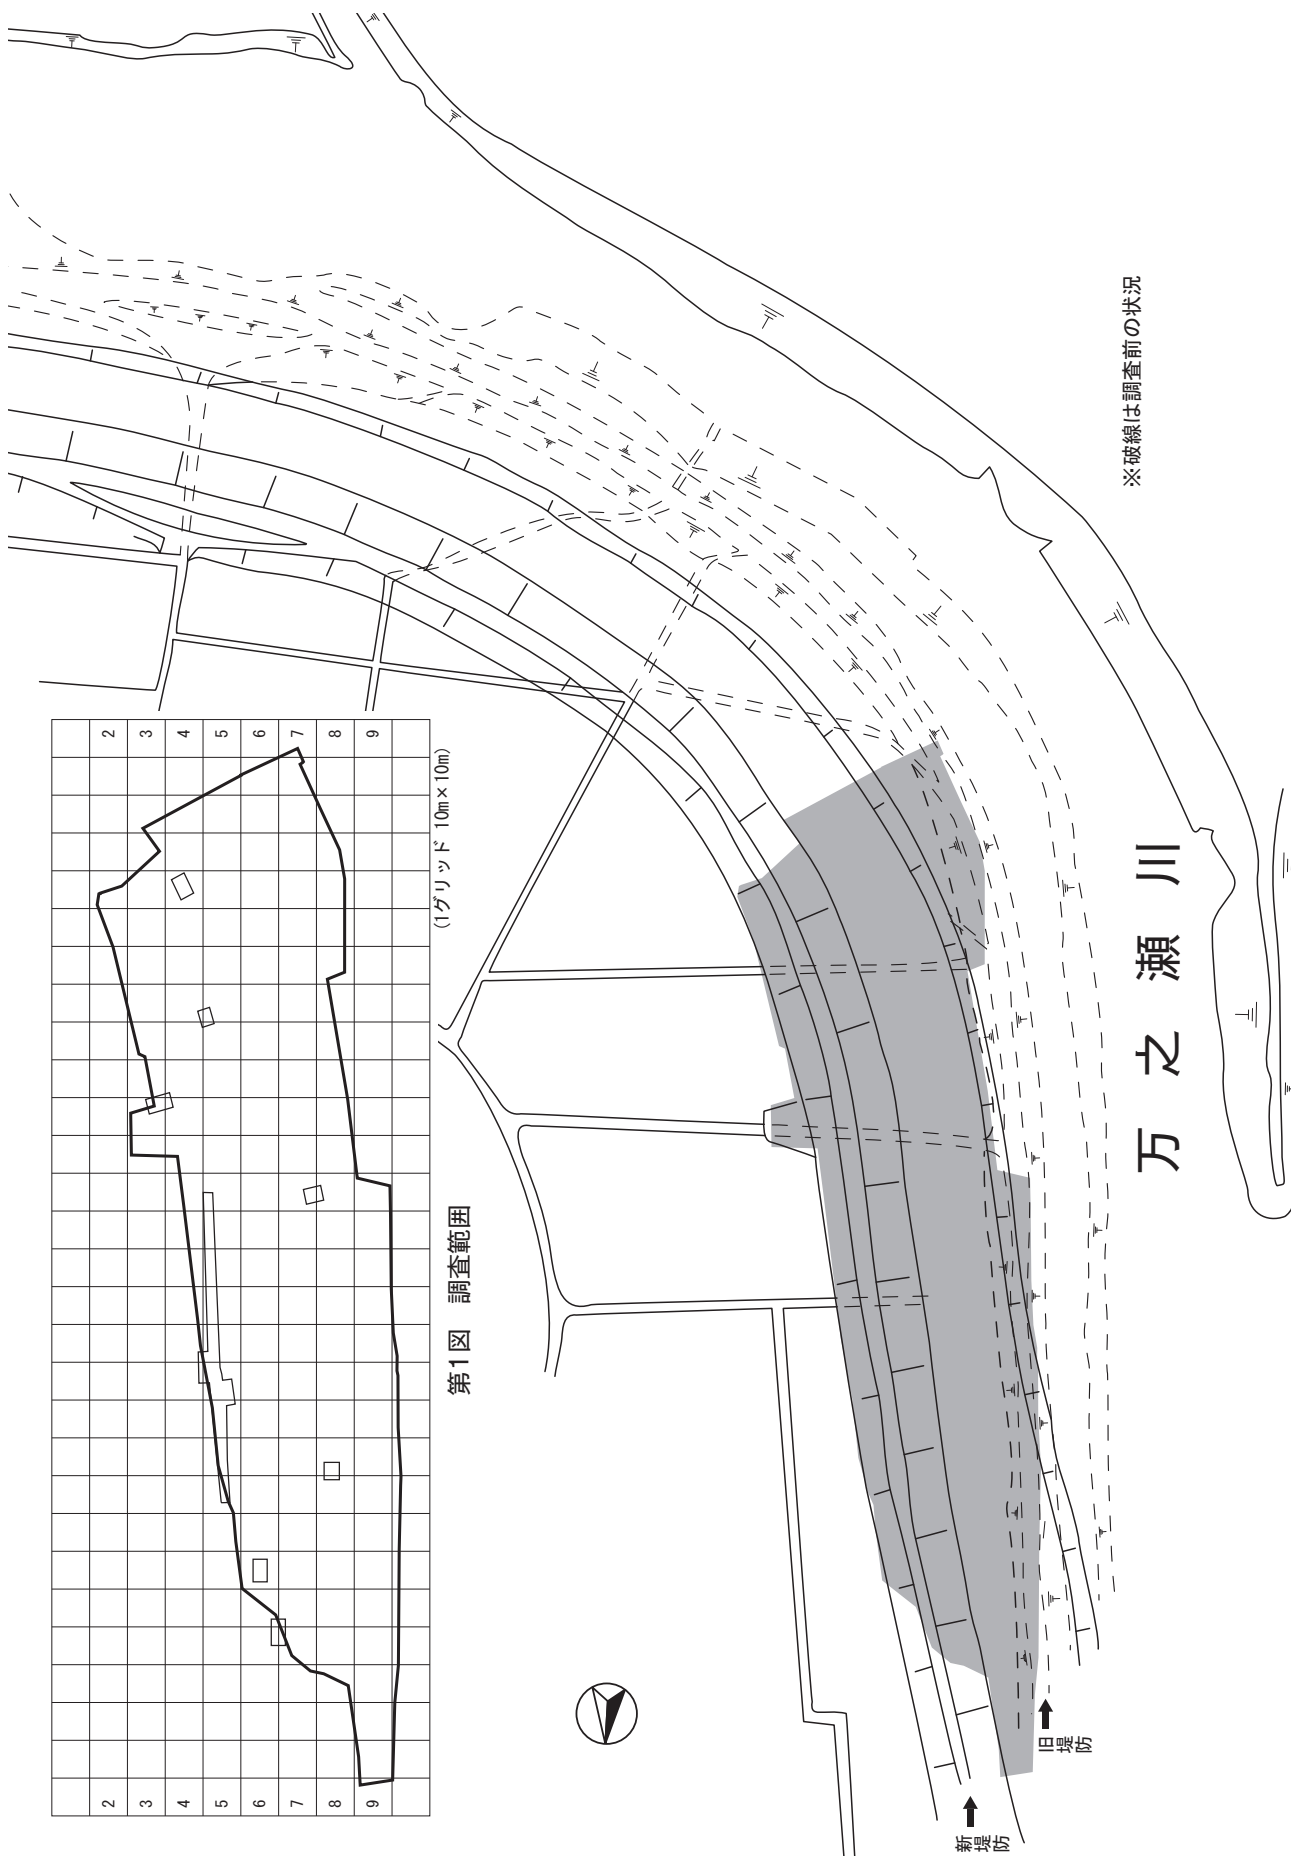 2 3 4 5 6 7 8 9
(1グリッド 10m×10m)
2 3 4 5 6 7 8 9
第1図 調査範囲
※破線は調査前の状況
万之瀬川
旧堤防
新堤防